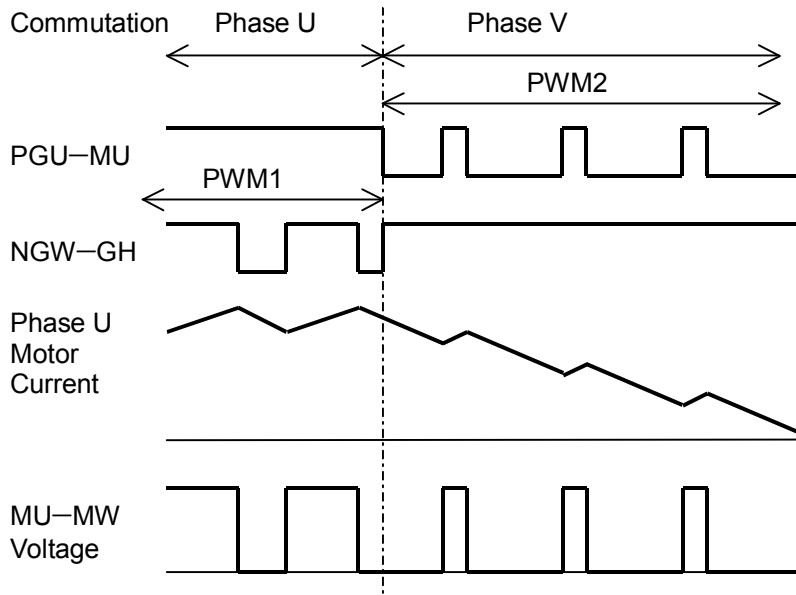 Commutation Phase U Phase V
PWM2
PGU—MU
PWM1
NGW—GH
Phase U
Motor
Current
MU—MW
Voltage